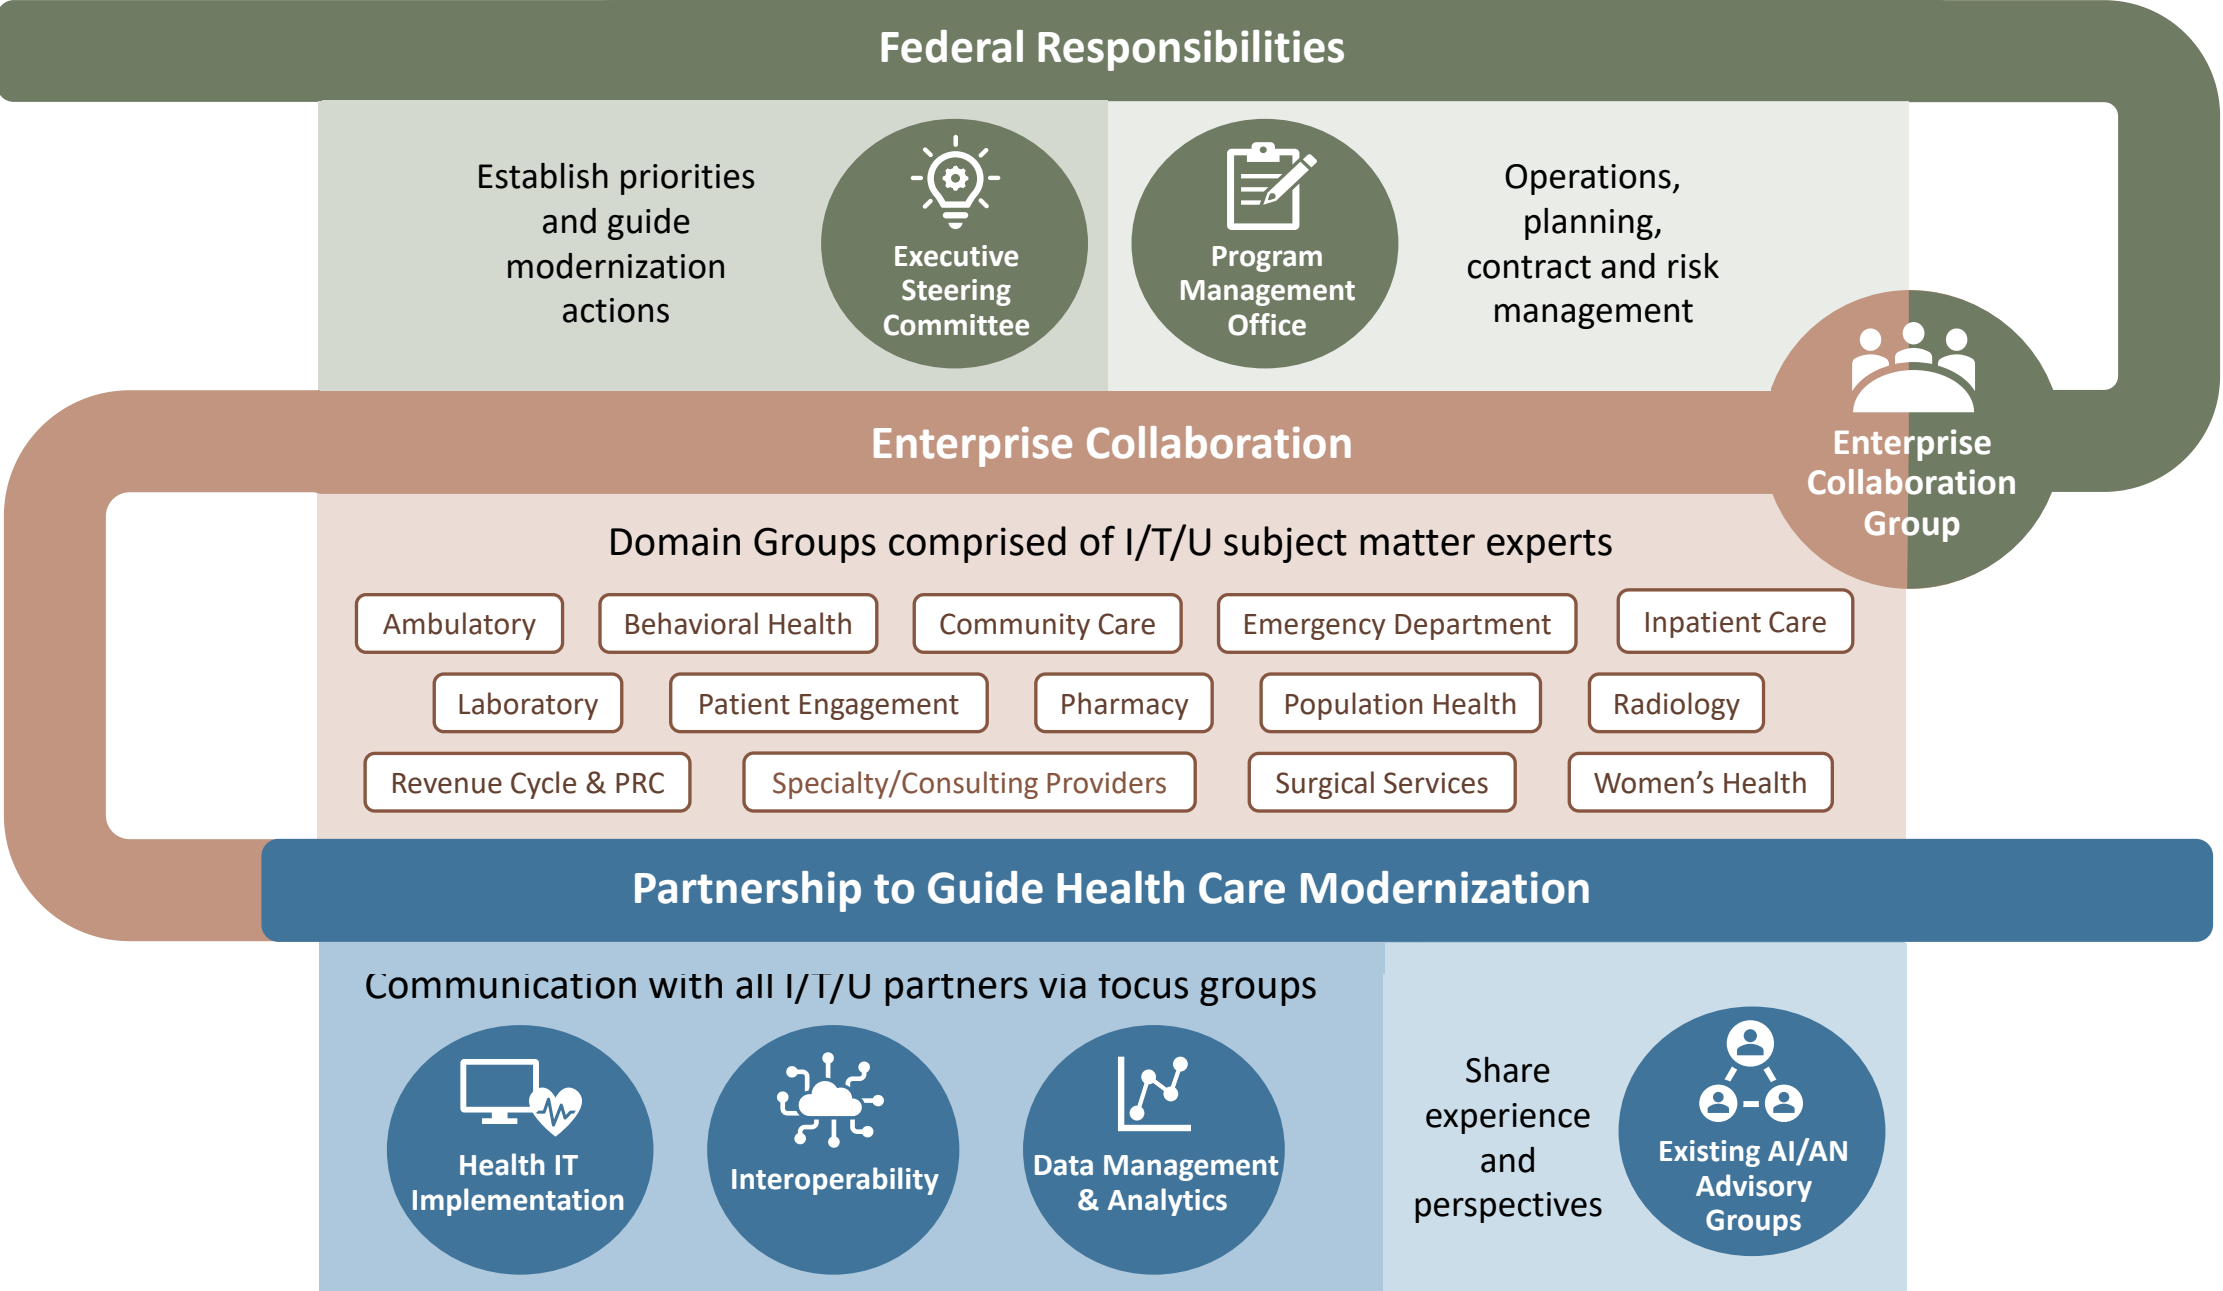 Federal Responsibilities
Establish priorities
and guide
modernization
actions
Executive
Steering
Committee
Program
Management
Office
Operations,
planning,
contract and risk
management
Enterprise Collaboration
Enterprise
Collaboration
Group
Domain Groups comprised of I/T/U subject matter experts
Ambulatory
Behavioral Health
Community Care
Emergency Department
Inpatient Care
Laboratory
Patient Engagement
Pharmacy
Population Health
Radiology
Revenue Cycle & PRC
Specialty/Consulting Providers
Surgical Services
Women’s Health
Partnership to Guide Health Care Modernization
Communication with all I/T/U partners via focus groups
Health IT
Implementation
Interoperability
Data Management
& Analytics
Share
experience
and
perspectives
Existing AI/AN
Advisory
Groups